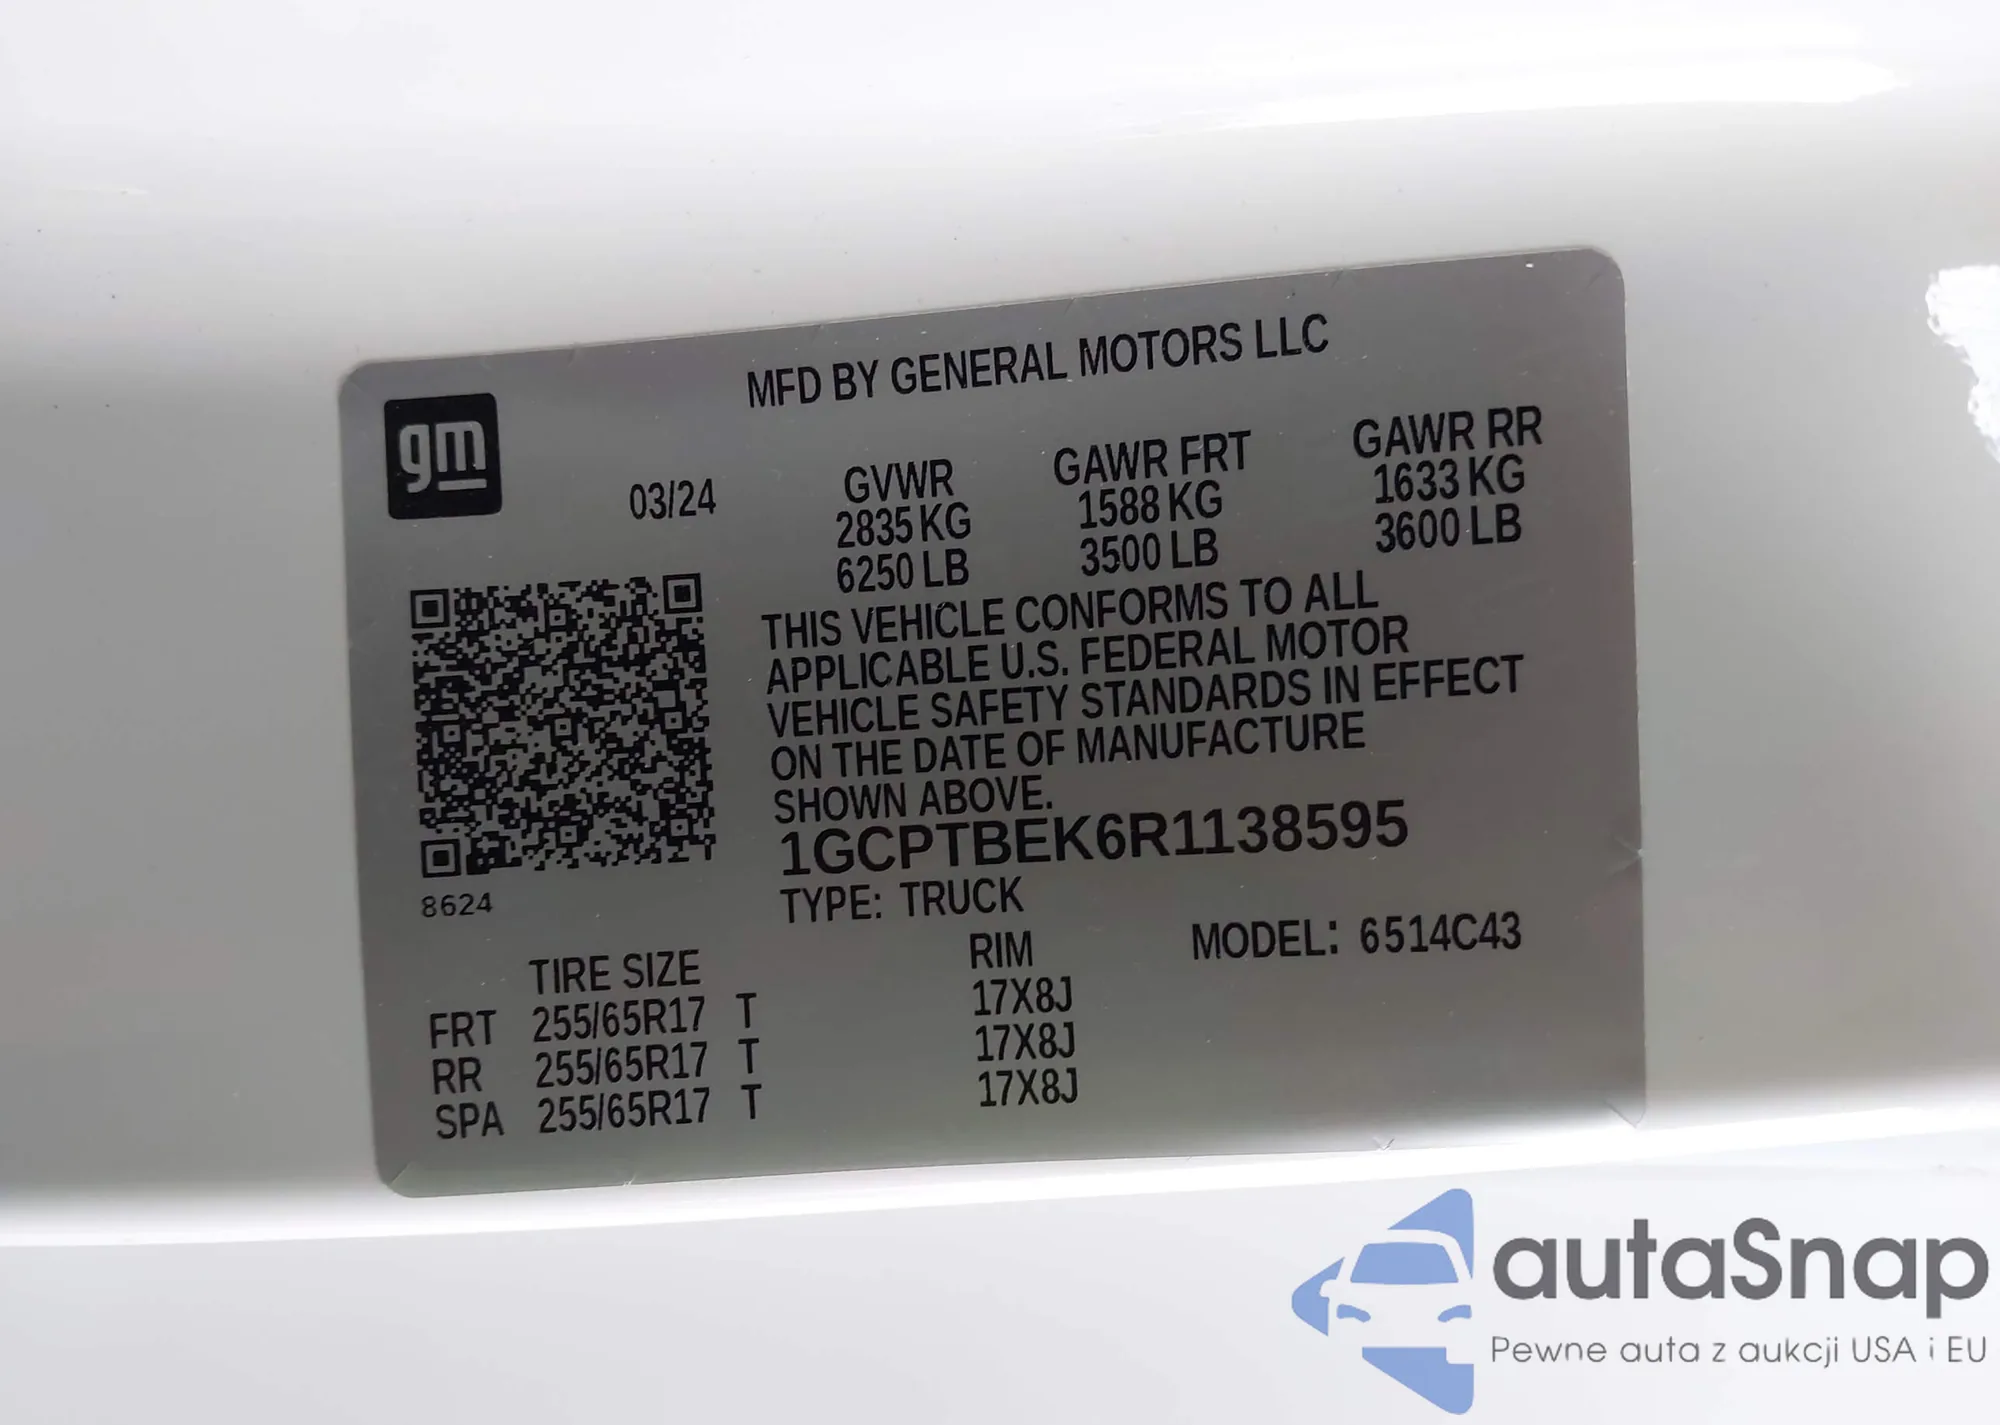 MFD BY GENERAL MOTORS LLC
gm
03/24
GVWR GAWR FRT GAWR RR
2835 KG 1588 KG 1633 KG
6250 LB 3500 LB 3600 LB
THIS VEHICLE CONFORMS TO ALL
APPLICABLE U.S. FEDERAL MOTOR
VEHICLE SAFETY STANDARDS IN EFFECT
ON THE DATE OF MANUFACTURE
SHOWN ABOVE.
1GCPTBEK6R1138595
TYPE: TRUCK
8624
MODEL: 6514C43
TIRE SIZE RIM
FRT 255/65R17 T 17X8J
RR 255/65R17 T 17X8J
SPA 255/65R17 T 17X8J
autaSnap
Pewne auta z aukcji USA i EU